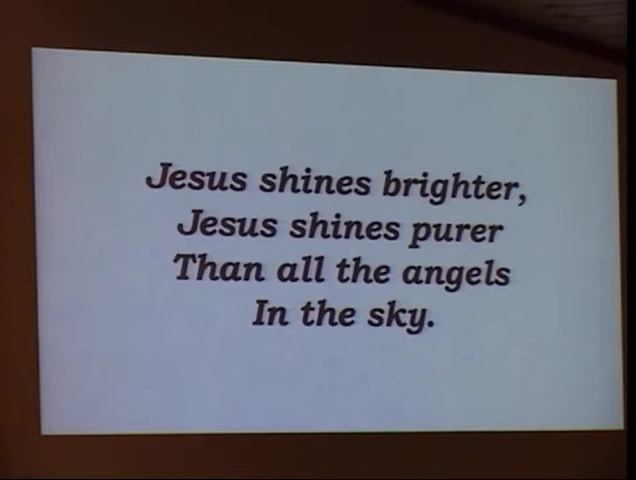 Jesus shines brighter,
Jesus shines purer
Than all the angels
In the sky.